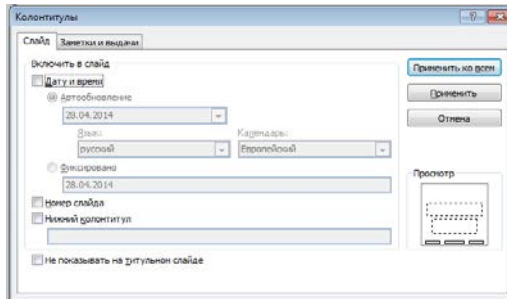 Колонтитулы
Слайд Заметки и выдачи
Включить в слайд
Дату и время
Автообновление
28.04.2014
Язык: Календарь:
русский Европейский
Фиксировано
28.04.2014
Номер слайда
Нижний колонтитул
Не показывать на титульном слайде
Применить ко всем
Применить
Отмена
Просмотр